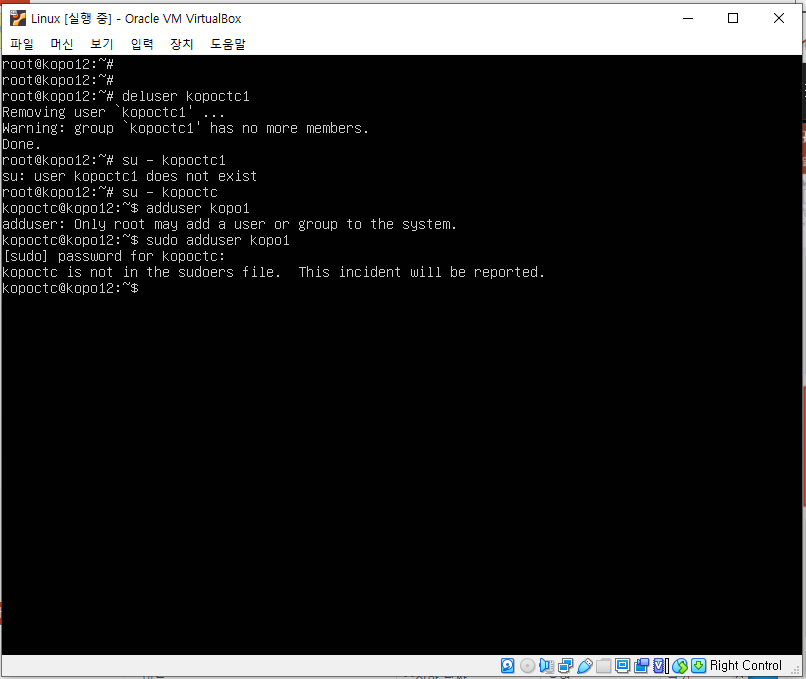 Linux [실행 중] - Oracle VM VirtualBox
파일 머신 보기 입력 장치 도움말
root@kopo12:~#
root@kopo12:~#
root@kopo12:~# deluser kopoctc1
Removing user `kopoctc1' ...
Warning: group `kopoctc1' has no more members.
Done.
root@kopo12:~# su - kopoctc1
su: user kopoctc1 does not exist
root@kopo12:~# su - kopoctc
kopoctc@kopo12:~$ adduser kopo1
adduser: Only root may add a user or group to the system.
kopoctc@kopo12:~$ sudo adduser kopo1
[sudo] password for kopoctc:
kopoctc is not in the sudoers file.  This incident will be reported.
kopoctc@kopo12:~$
Right Control